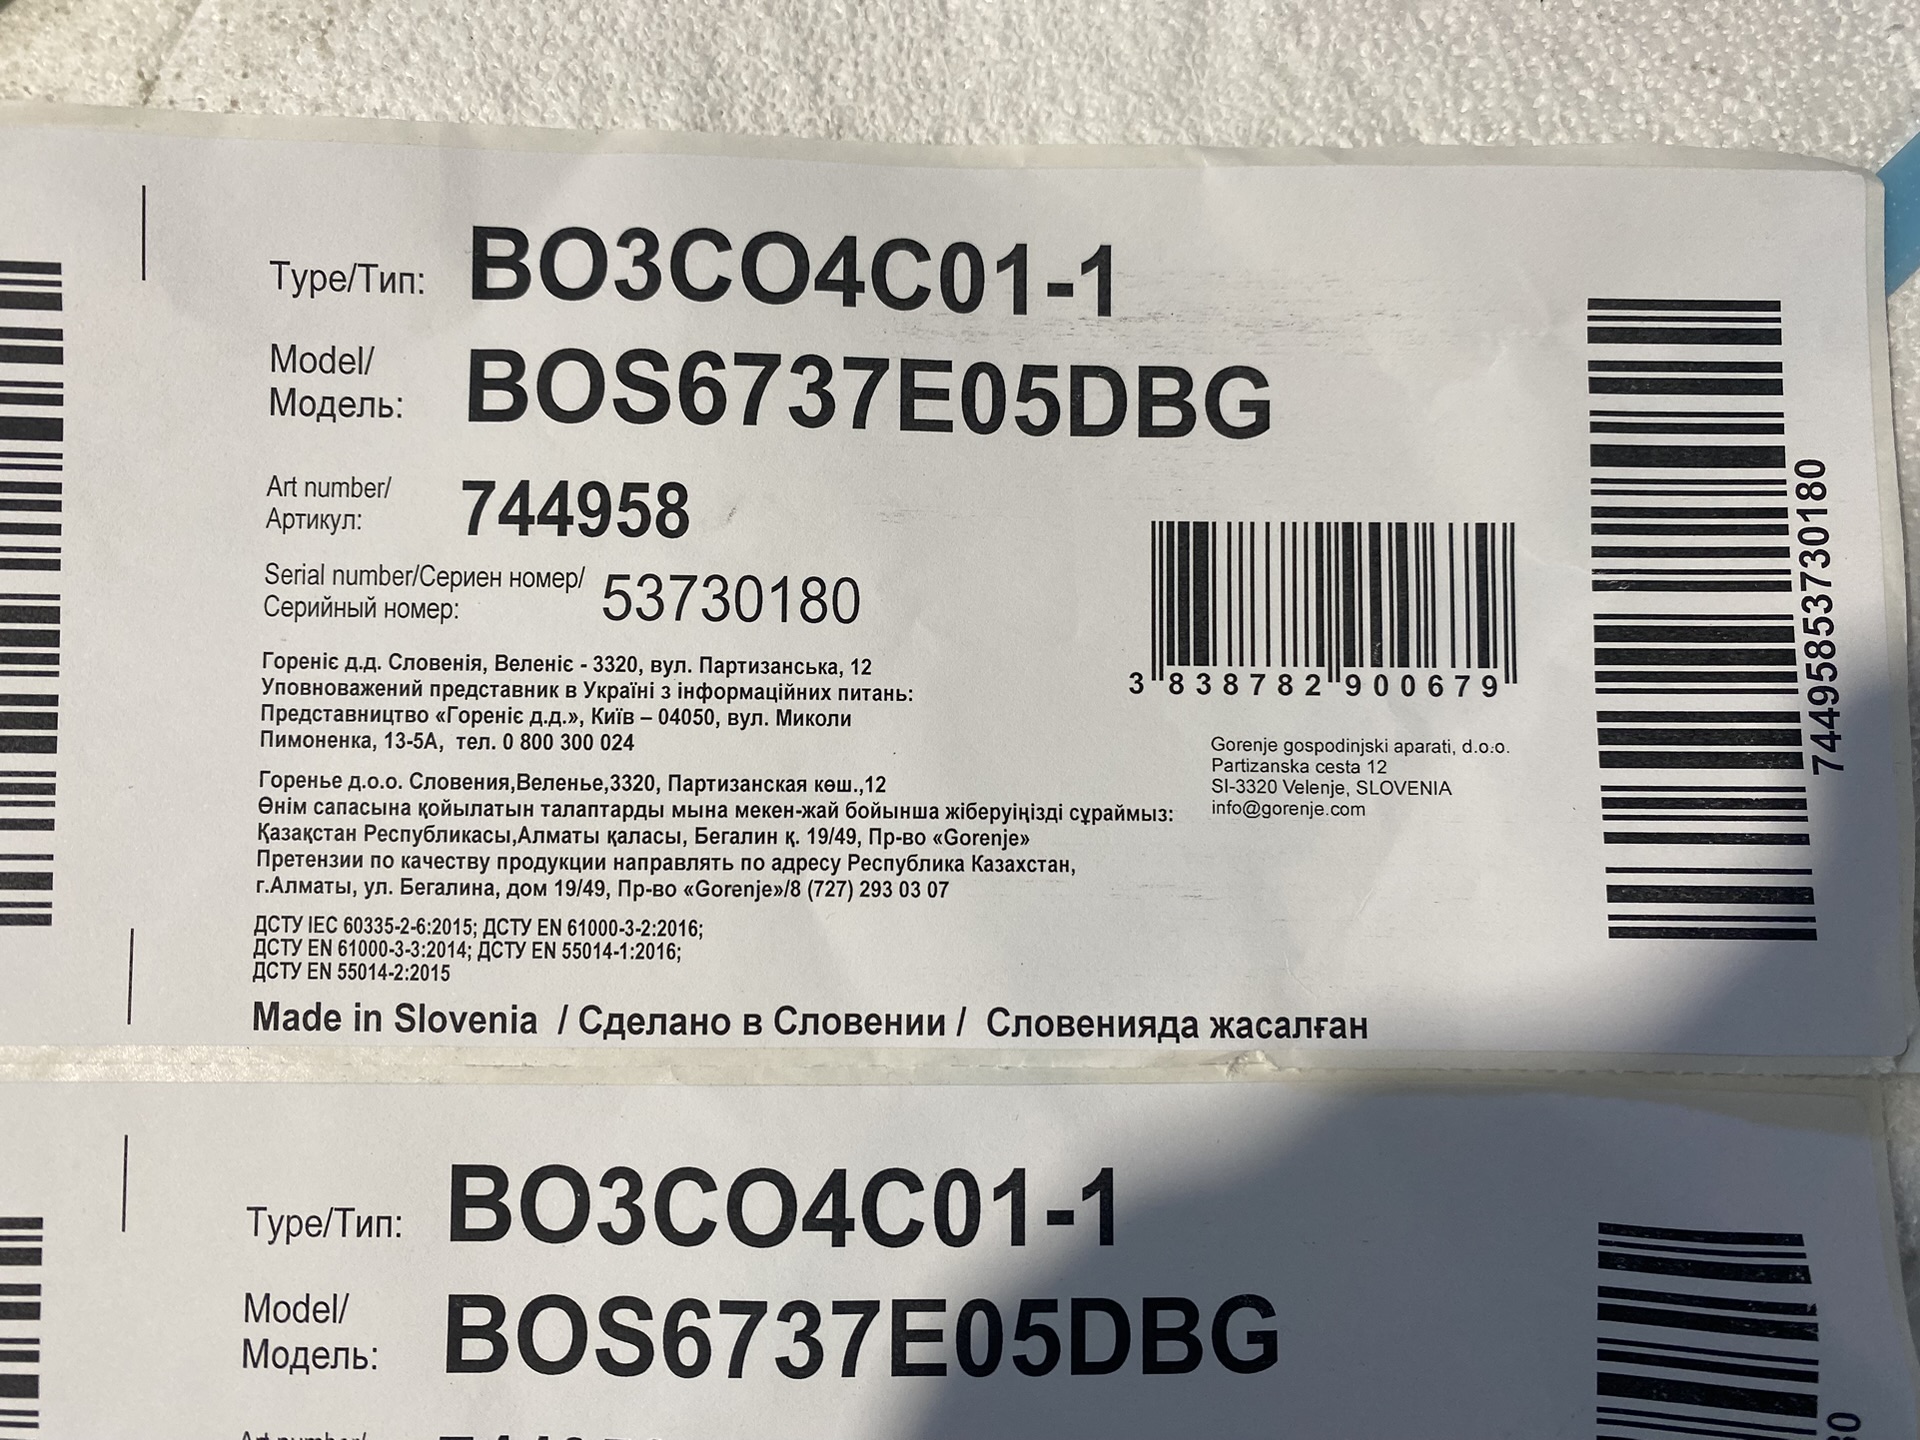 Type/Тип: BO3CO4C01-1
Model/
Модель: BOS6737E05DBG
Art number/
Артикул: 744958
Serial number/Сериен номер/
Серийный номер: 53730180
Гореніє д.д. Словенія, Веленіє - 3320, вул. Партизанська, 12
Уповноважений представник в Україні з інформаційних питань:
Представництво «Гореніє д.д.», Київ – 04050, вул. Миколи
Пимоненка, 13-5А, тел. 0 800 300 024
Горенье д.о.о. Словения,Веленье,3320, Партизанская көш.,12
Өнім сапасына қойылатын талаптарды мына мекен-жай бойынша жіберуіңізді сұраймыз:
Қазақстан Республикасы,Алматы қаласы, Бегалин қ. 19/49, Пр-во «Gorenje»
Претензии по качеству продукции направлять по адресу Республика Казахстан,
г.Алматы, ул. Бегалина, дом 19/49, Пр-во «Gorenje»/8 (727) 293 03 07
ДСТУ IEC 60335-2-6:2015; ДСТУ EN 61000-3-2:2016;
ДСТУ EN 61000-3-3:2014; ДСТУ EN 55014-1:2016;
ДСТУ EN 55014-2:2015
Made in Slovenia / Сделано в Словении / Словенияда жасалған
3 838782 900679
Gorenje gospodinjski aparati, d.o.o.
Partizanska cesta 12
SI-3320 Velenje, SLOVENIA
info@gorenje.com
74495853730180
Type/Тип: BO3CO4C01-1
Model/
Модель: BOS6737E05DBG